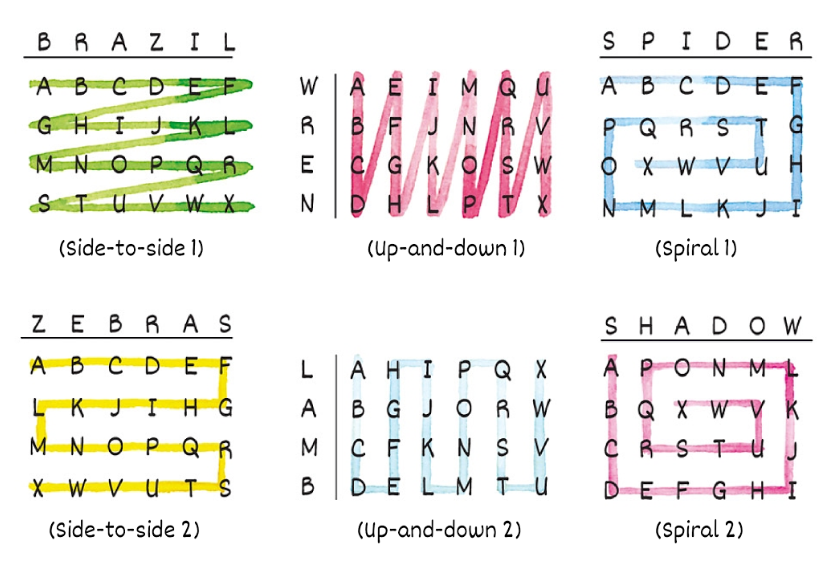 B R A Z I L
A B C D E F
G H I J K L
M N O P Q R
S T U V W X
(Side-to-side 1)
W A E I M Q U
R B F J N R V
E C G K O S W
N D H L P T X
(Up-and-down 1)
S P I D E R
A B C D E F
P Q R S T G
O X W V U H
N M L K J I
(Spiral 1)
Z E B R A S
A B C D E F
L K J I H G
M N O P Q R
X W V U T S
(Side-to-side 2)
L A H I P Q X
A B G J O R W
M C F K N S V
B D E L M T U
(Up-and-down 2)
S H A D O W
A P O N M L
B Q X W V K
C R S T U J
D E F G H I
(Spiral 2)